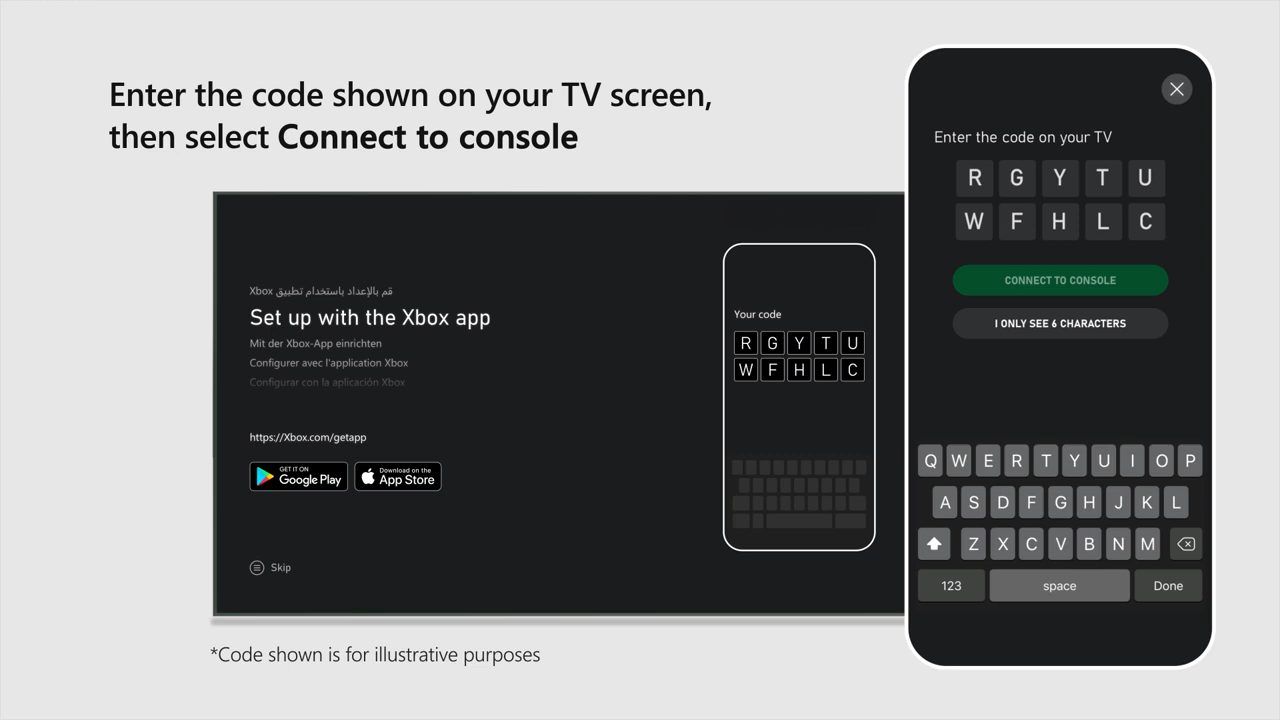 Enter the code shown on your TV screen,
then select Connect to console
قم بالإعداد باستخدام تطبيق Xbox
Set up with the Xbox app
Mit der Xbox-App einrichten
Configurer avec l'application Xbox
Configurar con la aplicación Xbox
https://Xbox.com/getapp
GET IT ON
Google Play
Download on the
App Store
Skip
Your code
R G Y T U
W F H L C
Enter the code on your TV
R G Y T U
W F H L C
CONNECT TO CONSOLE
I ONLY SEE 6 CHARACTERS
Q W E R T Y U I O P
A S D F G H J K L
Z X C V B N M
123 space Done
*Code shown is for illustrative purposes